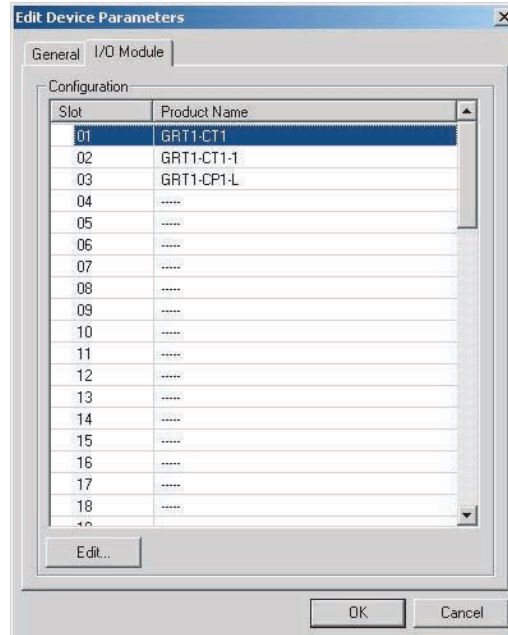 Edit Device Parameters
General I/O Module
Configuration
Slot Product Name
01 GRT1-CT1
02 GRT1-CT1-1
03 GRT1-CP1-L
04 -----
05 -----
06 -----
07 -----
08 -----
09 -----
10 -----
11 -----
12 -----
13 -----
14 -----
15 -----
16 -----
17 -----
18 -----
Edit...
OK Cancel